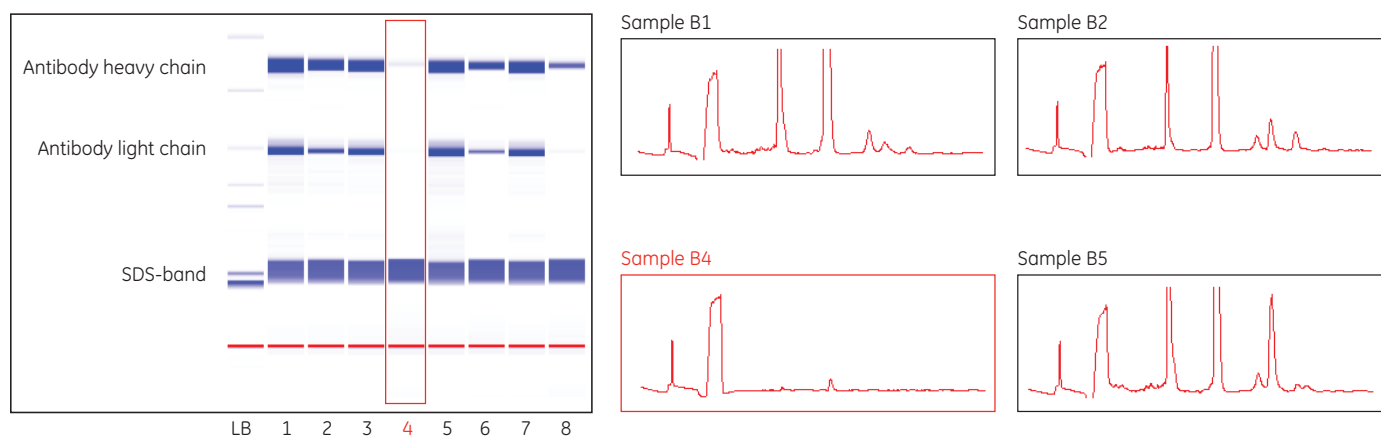 Antibody heavy chain
Antibody light chain
SDS-band
LB 1 2 3 4 5 6 7 8
Sample B1
Sample B2
Sample B4
Sample B5